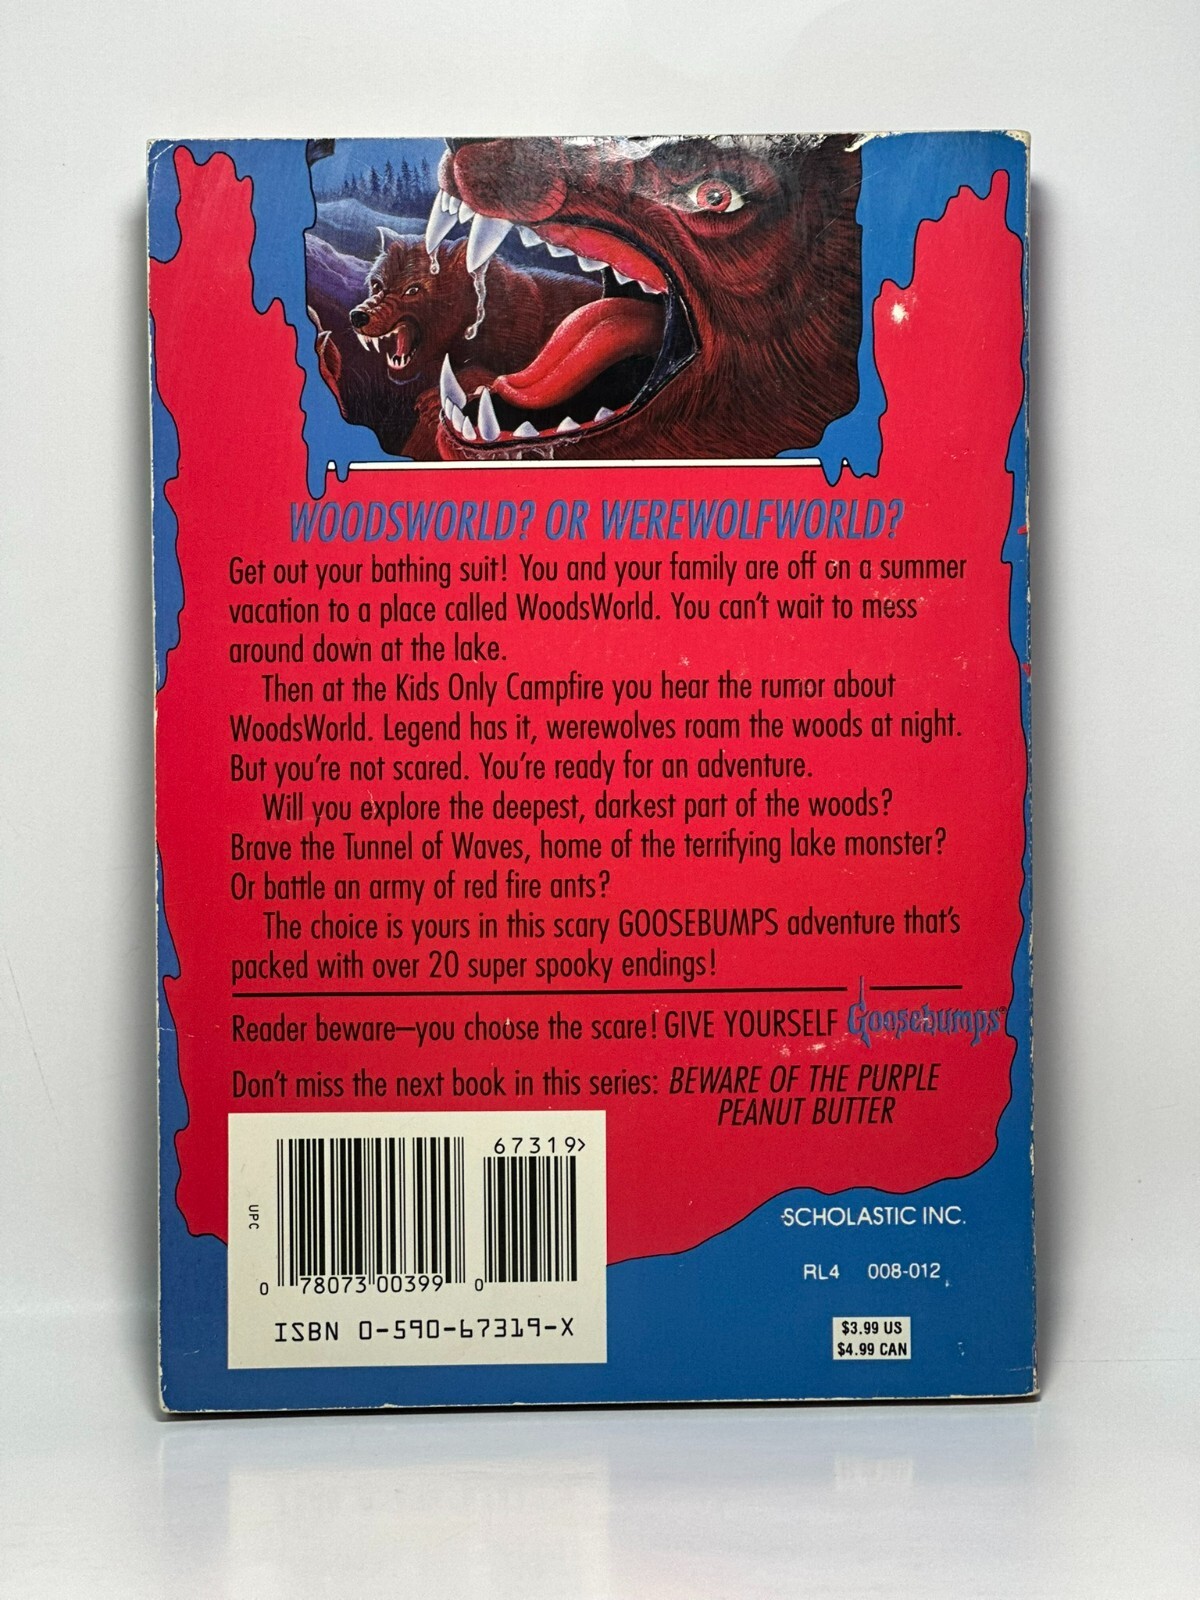 WOODSWORLD? OR WEREWOLFWORLD?
Get out your bathing suit! You and your family are off on a summer
vacation to a place called WoodsWorld. You can't wait to mess
around down at the lake.
Then at the Kids Only Campfire you hear the rumor about
WoodsWorld. Legend has it, werewolves roam the woods at night.
But you're not scared. You're ready for an adventure.
Will you explore the deepest, darkest part of the woods?
Brave the Tunnel of Waves, home of the terrifying lake monster?
Or battle an army of red fire ants?
The choice is yours in this scary GOOSEBUMPS adventure that's
packed with over 20 super spooky endings!
Reader beware—you choose the scare! GIVE YOURSELF Goosebumps®
Don't miss the next book in this series: BEWARE OF THE PURPLE
PEANUT BUTTER
67319>
UPC
0 78073 00399 0
ISBN 0-590-67319-X
SCHOLASTIC INC.
RL4 008-012
$3.99 US
$4.99 CAN